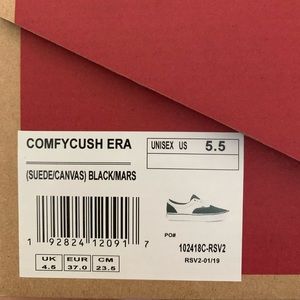 COMFYCUSH ERA
UNISEX US 5.5
(SUEDE/CANVAS) BLACK/MARS
1 92824 12091 7
PO#
102418C-RSV2
RSV2-01/19
UK EUR CM
4.5 37.0 23.5